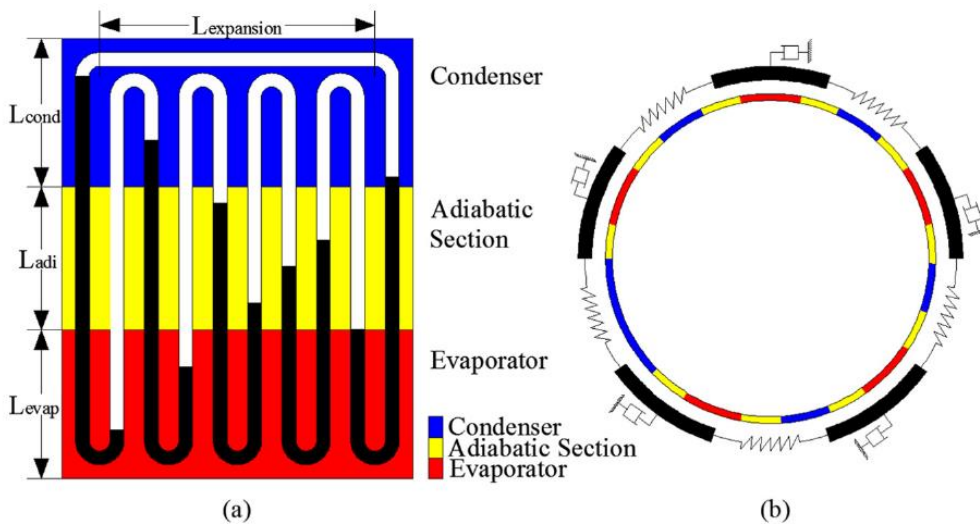 Lexpansion
Lcond
Condenser
Ladi
Adiabatic
Section
Levap
Evaporator
Condenser
Adiabatic Section
Evaporator
(a)
(b)